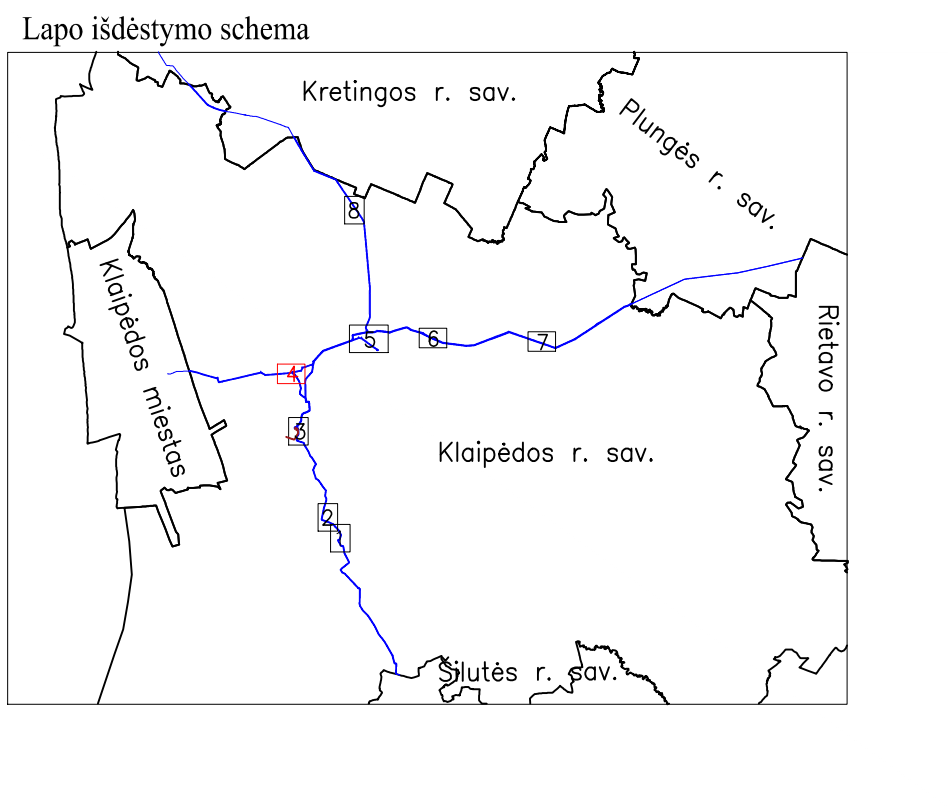 Lapo išdėstymo schema
Kretingos r. sav.
Plungės r. sav.
8
Klaipėdos miestas
5
6
7
Rietavo r. sav.
4
3
Klaipėdos r. sav.
2
Šilutės r. sav.